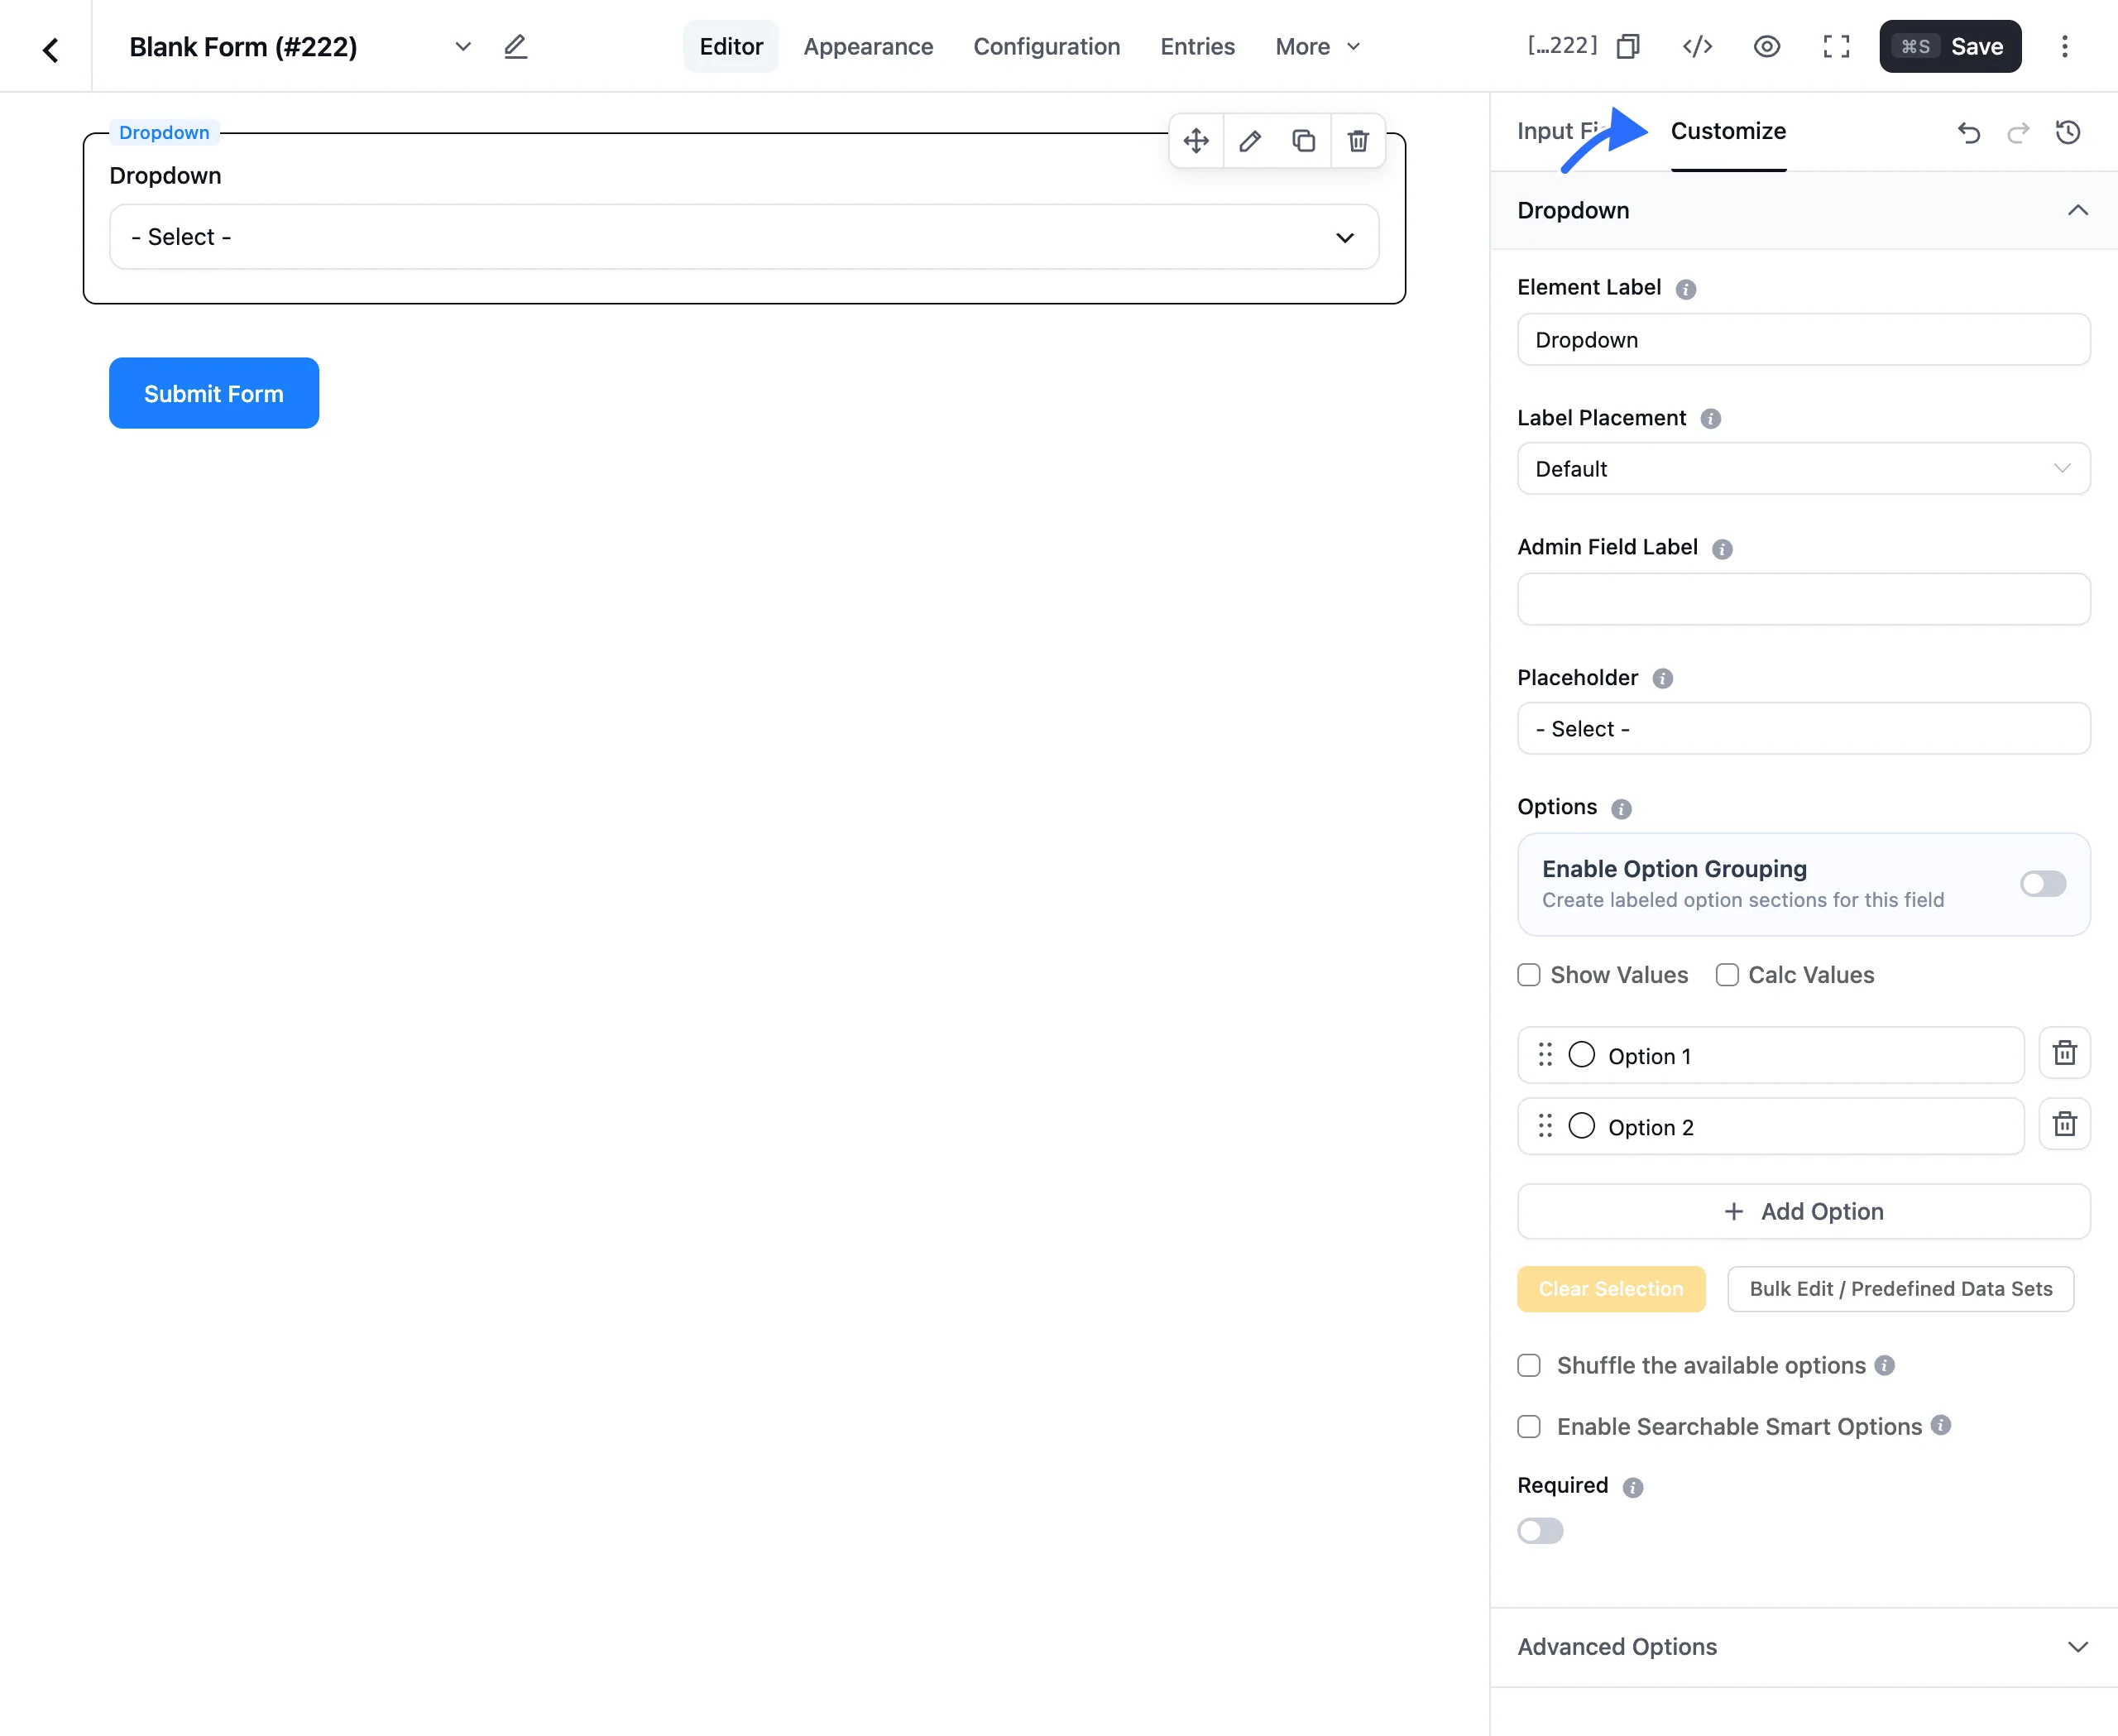 Blank Form (#222)
Editor
Appearance
Configuration
Entries
More
[...222]
</>
⌘S Save
Dropdown
Dropdown
- Select -
Submit Form
Input
Customize
Dropdown
Element Label
Dropdown
Label Placement
Default
Admin Field Label
Placeholder
- Select -
Options
Enable Option Grouping
Create labeled option sections for this field
Show Values
Calc Values
Option 1
Option 2
+ Add Option
Clear Selection
Bulk Edit / Predefined Data Sets
Shuffle the available options
Enable Searchable Smart Options
Required
Advanced Options